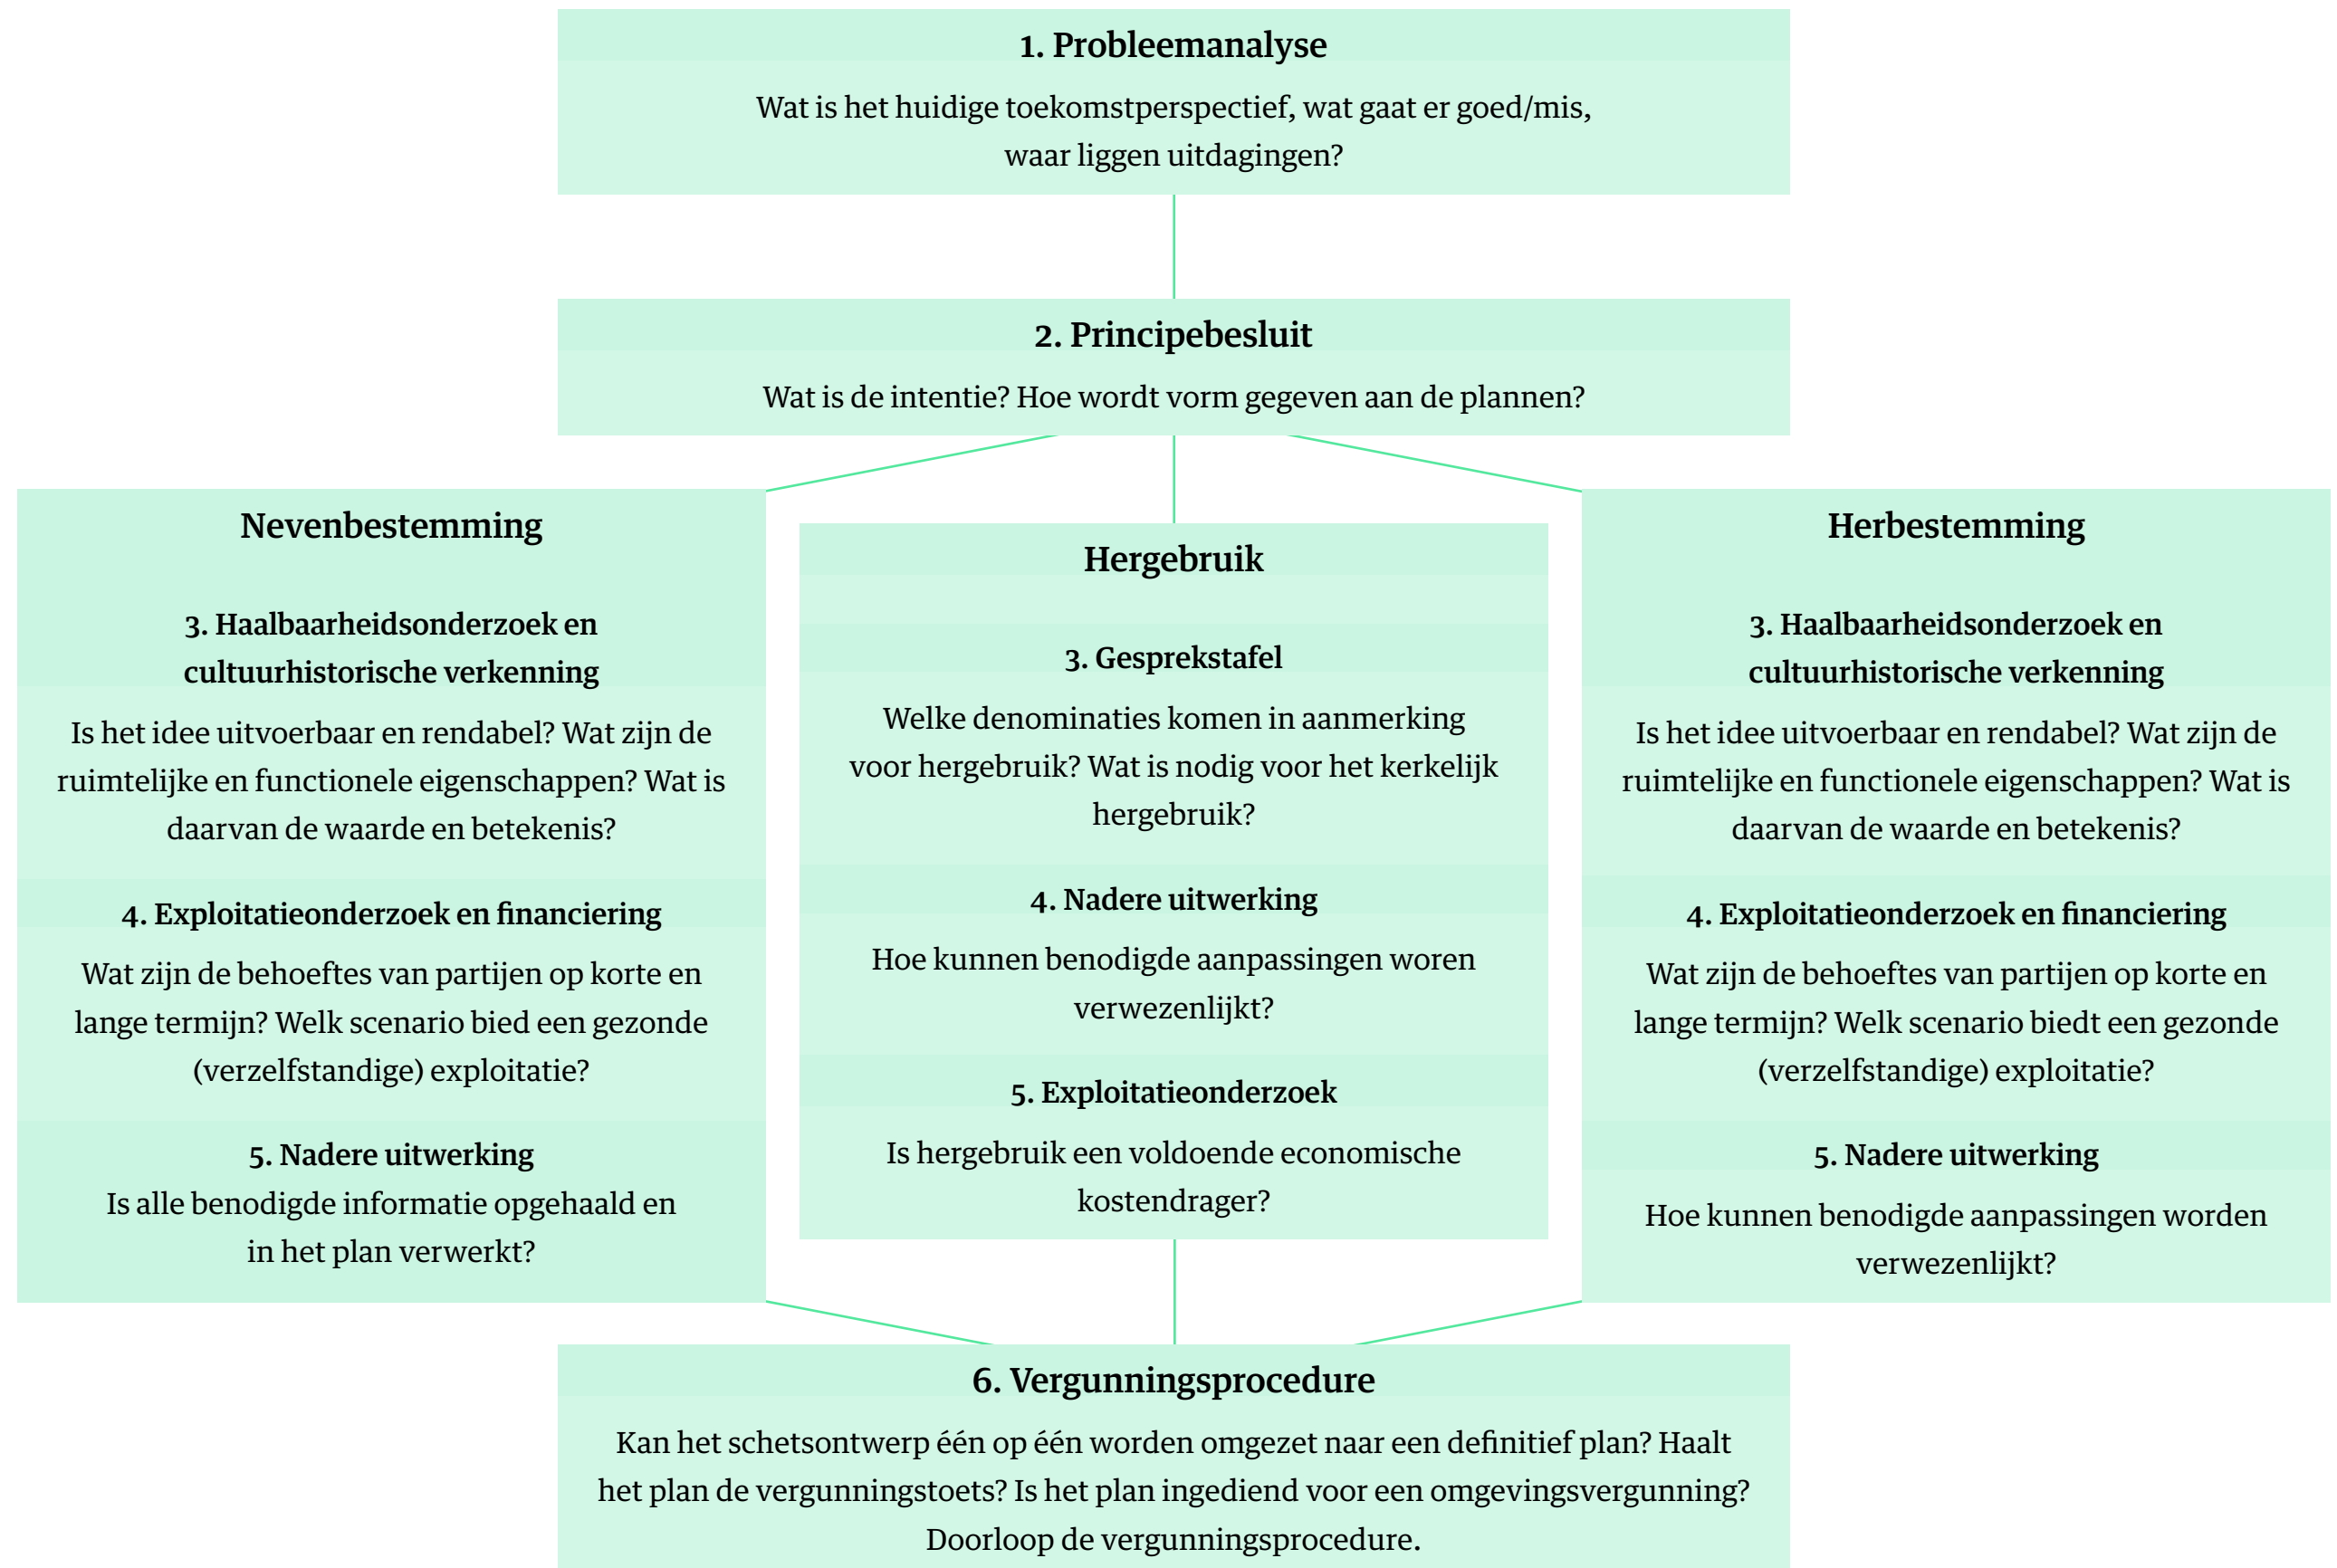 1. Probleemanalyse
Wat is het huidige toekomstperspectief, wat gaat er goed/mis,
waar liggen uitdagingen?
2. Principebesluit
Wat is de intentie? Hoe wordt vorm gegeven aan de plannen?
Nevenbestemming
3. Haalbaarheidsonderzoek en
cultuurhistorische verkenning
Is het idee uitvoerbaar en rendabel? Wat zijn de
ruimtelijke en functionele eigenschappen? Wat is
daarvan de waarde en betekenis?
4. Exploitatieonderzoek en financiering
Wat zijn de behoeftes van partijen op korte en
lange termijn? Welk scenario bied een gezonde
(verzelfstandige) exploitatie?
5. Nadere uitwerking
Is alle benodigde informatie opgehaald en
in het plan verwerkt?
Hergebruik
3. Gesprekstafel
Welke denominaties komen in aanmerking
voor hergebruik? Wat is nodig voor het kerkelijk
hergebruik?
4. Nadere uitwerking
Hoe kunnen benodigde aanpassingen woren
verwezenlijkt?
5. Exploitatieonderzoek
Is hergebruik een voldoende economische
kostendrager?
Herbestemming
3. Haalbaarheidsonderzoek en
cultuurhistorische verkenning
Is het idee uitvoerbaar en rendabel? Wat zijn de
ruimtelijke en functionele eigenschappen? Wat is
daarvan de waarde en betekenis?
4. Exploitatieonderzoek en financiering
Wat zijn de behoeftes van partijen op korte en
lange termijn? Welk scenario biedt een gezonde
(verzelfstandige) exploitatie?
5. Nadere uitwerking
Hoe kunnen benodigde aanpassingen worden
verwezenlijkt?
6. Vergunningsprocedure
Kan het schetsontwerp één op één worden omgezet naar een definitief plan? Haalt
het plan de vergunningstoets? Is het plan ingediend voor een omgevingsvergunning?
Doorloop de vergunningsprocedure.